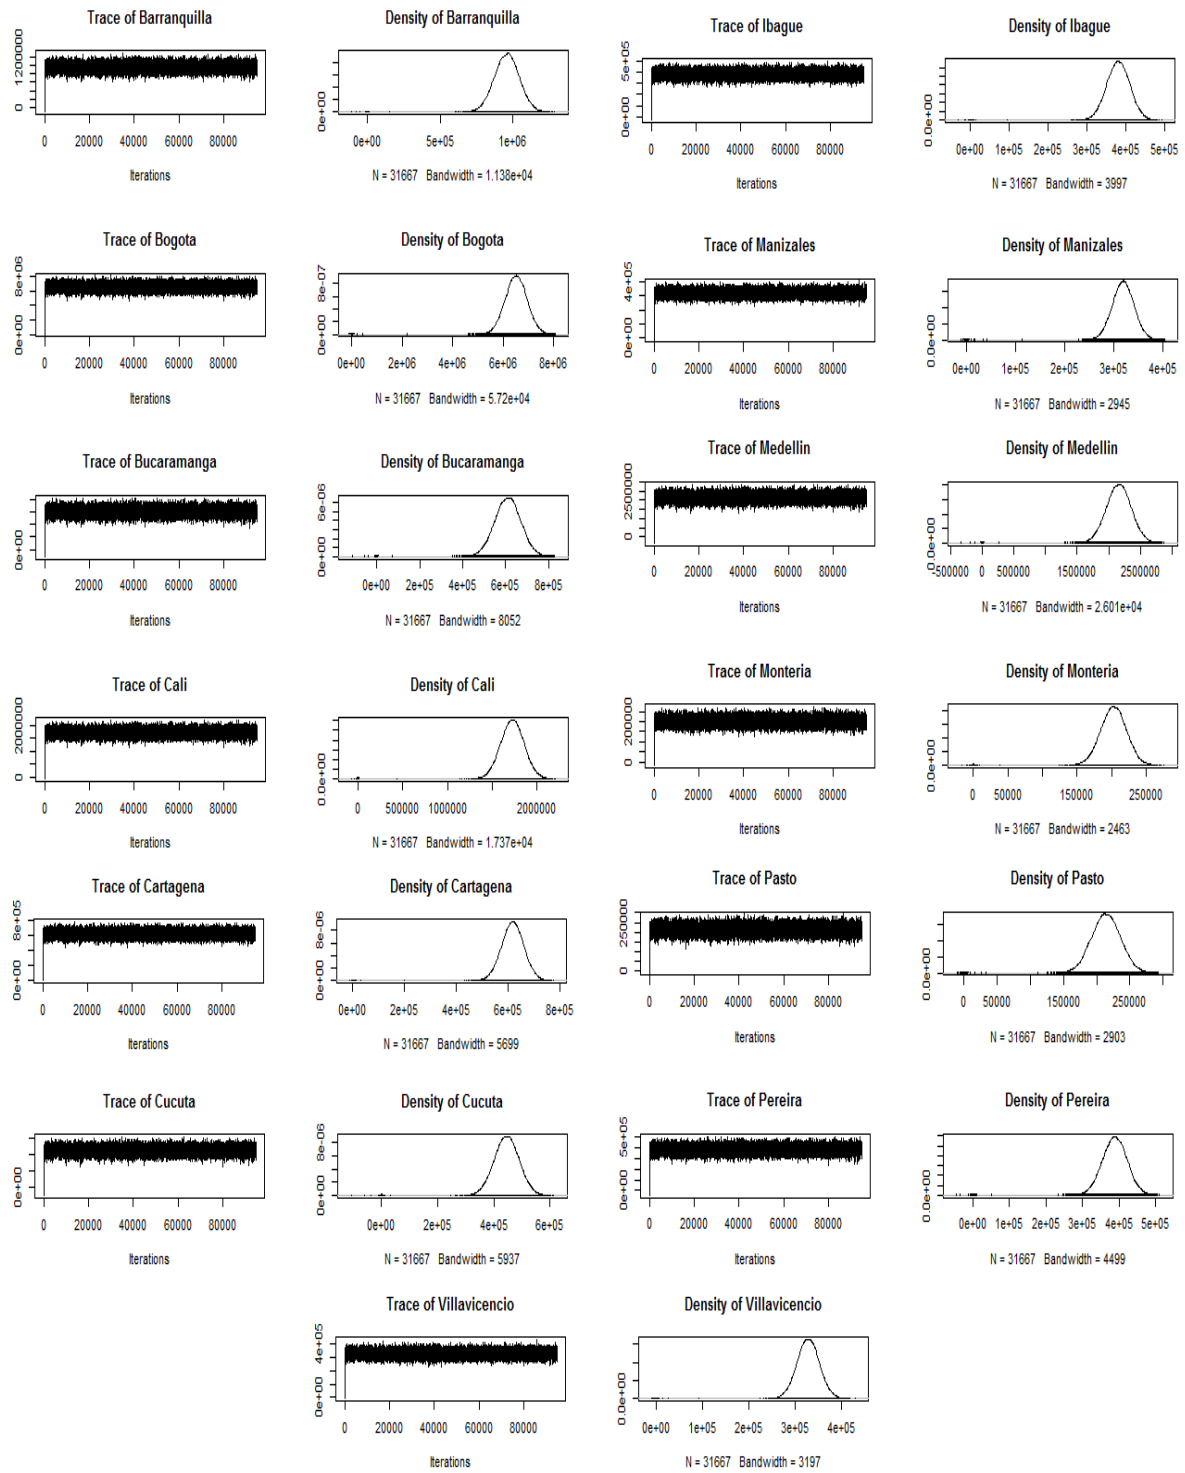 Trace of Barranquilla
1200000
0
0 20000 40000 60000 80000
Iterations
Density of Barranquilla
0e+00
0e+00 5e+05 1e+06
N = 31667 Bandwidth = 1.138e+04
Trace of Ibague
5e+05
0e+00
0 20000 40000 60000 80000
Iterations
Density of Ibague
0.0e+00
0e+00 1e+05 2e+05 3e+05 4e+05 5e+05
N = 31667 Bandwidth = 3997
Trace of Bogota
8e+06
0e+00
0 20000 40000 60000 80000
Iterations
Density of Bogota
8e-07
0e+00
0e+00 2e+06 4e+06 6e+06 8e+06
N = 31667 Bandwidth = 5.72e+04
Trace of Manizales
4e+05
0e+00
0 20000 40000 60000 80000
Iterations
Density of Manizales
0.0e+00
0e+00 1e+05 2e+05 3e+05 4e+05
N = 31667 Bandwidth = 2945
Trace of Bucaramanga
0e+00
0 20000 40000 60000 80000
Iterations
Density of Bucaramanga
6e-06
0e+00
0e+00 2e+05 4e+05 6e+05 8e+05
N = 31667 Bandwidth = 8052
Trace of Medellin
2500000
0
0 20000 40000 60000 80000
Iterations
Density of Medellin
0.0e+00
-500000 0 500000 1500000 2500000
N = 31667 Bandwidth = 2.601e+04
Trace of Cali
2000000
0
0 20000 40000 60000 80000
Iterations
Density of Cali
0.0e+00
0 500000 1000000 2000000
N = 31667 Bandwidth = 1.737e+04
Trace of Monteria
200000
0
0 20000 40000 60000 80000
Iterations
Density of Monteria
0.0e+00
0 50000 150000 250000
N = 31667 Bandwidth = 2463
Trace of Cartagena
8e+05
0e+00
0 20000 40000 60000 80000
Iterations
Density of Cartagena
8e-06
0e+00
0e+00 2e+05 4e+05 6e+05 8e+05
N = 31667 Bandwidth = 5699
Trace of Pasto
250000
0
0 20000 40000 60000 80000
Iterations
Density of Pasto
0.0e+00
0 50000 150000 250000
N = 31667 Bandwidth = 2903
Trace of Cucuta
0e+00
0 20000 40000 60000 80000
Iterations
Density of Cucuta
8e-06
0e+00
0e+00 2e+05 4e+05 6e+05
N = 31667 Bandwidth = 5937
Trace of Pereira
5e+05
0e+00
0 20000 40000 60000 80000
Iterations
Density of Pereira
0.0e+00
0e+00 1e+05 2e+05 3e+05 4e+05 5e+05
N = 31667 Bandwidth = 4499
Trace of Villavicencio
4e+05
0e+00
0 20000 40000 60000 80000
Iterations
Density of Villavicencio
0.0e+00
0e+00 1e+05 2e+05 3e+05 4e+05
N = 31667 Bandwidth = 3197